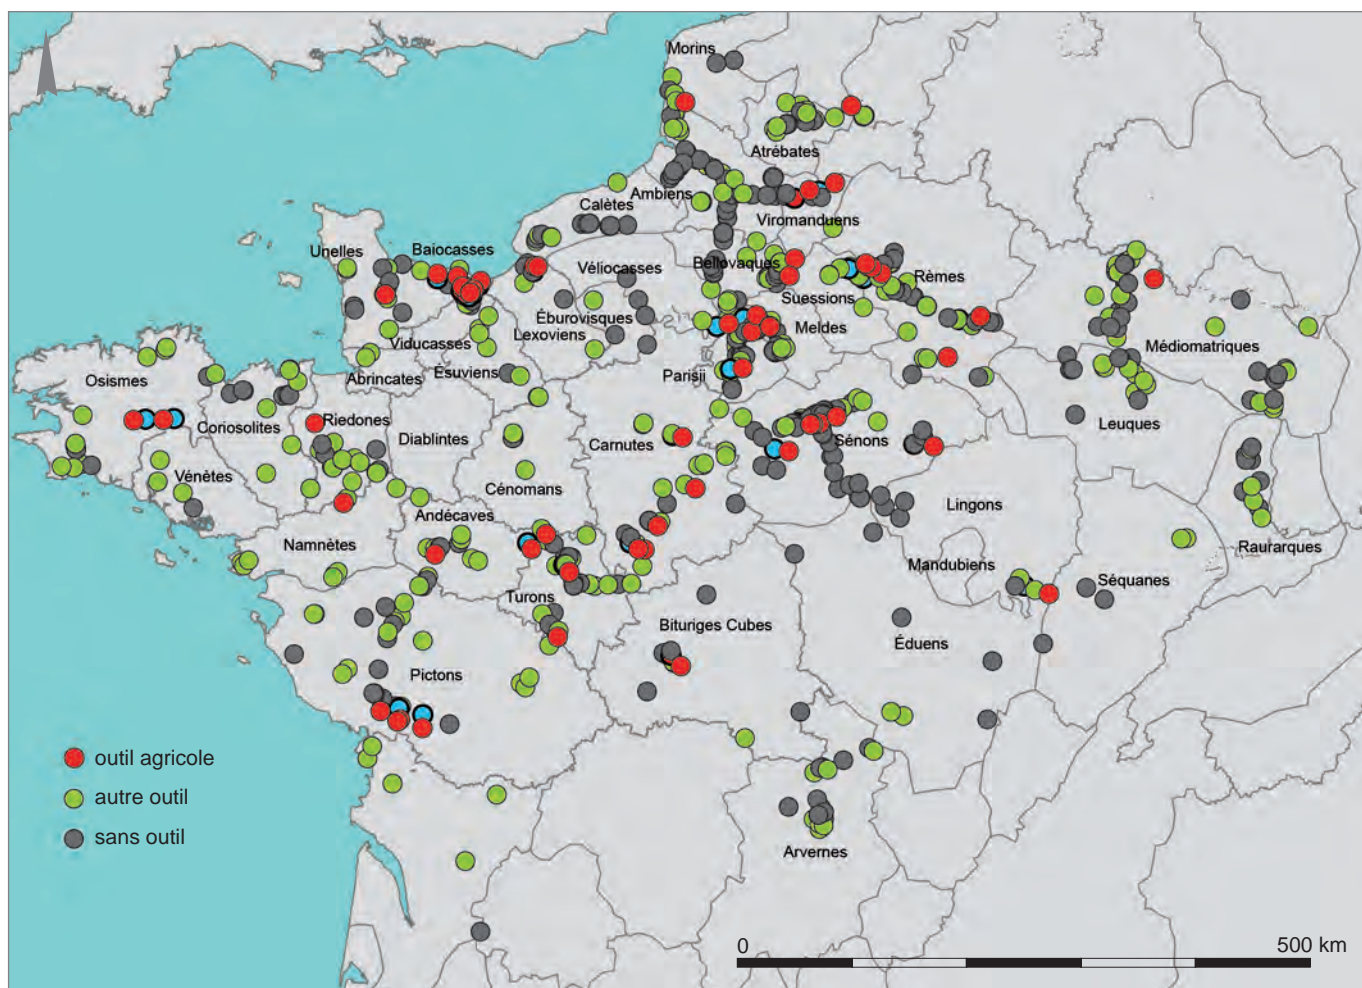 Morins
Atrébates
Ambiens
Calètes
Viromanduens
Unelles
Baiocasses
Bellovaques
Véliocasses
Rèmes
Suessions
Éburovisques
Lexoviens
Meldes
Viducasses
Médiomatriques
Ésuviens
Parisii
Abrincates
Osismes
Leuques
Riedones
Coriosolites
Diablintes
Carnutes
Sénons
Vénètes
Cénomans
Lingons
Andécaves
Namnètes
Raurarques
Mandubiens
Séquanes
Turons
Bituriges Cubes
Éduens
Pictons
outil agricole
autre outil
sans outil
Arvernes
0
500 km